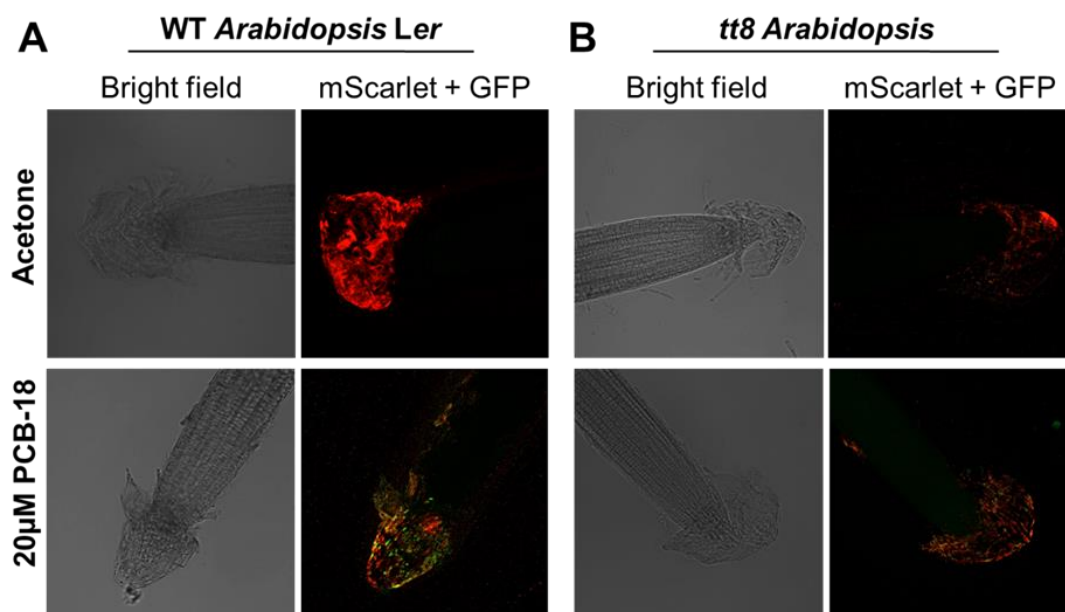 A
WT Arabidopsis Ler
B
tt8 Arabidopsis
Bright field
mScarlet + GFP
Bright field
mScarlet + GFP
Acetone
20µM PCB-18